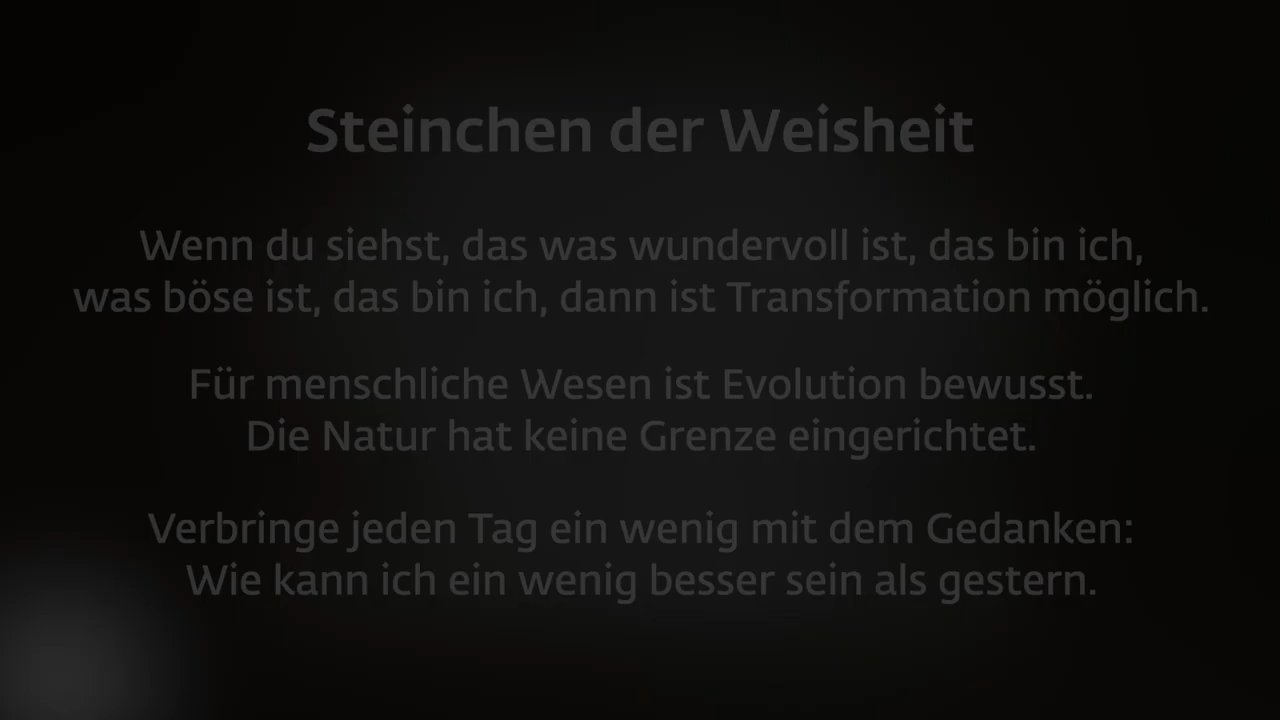 Steinchen der Weisheit
Wenn du siehst, das was wundervoll ist, das bin ich,
was böse ist, das bin ich, dann ist Transformation möglich.
Für menschliche Wesen ist Evolution bewusst.
Die Natur hat keine Grenze eingerichtet.
Verbringe jeden Tag ein wenig mit dem Gedanken:
Wie kann ich ein wenig besser sein als gestern.